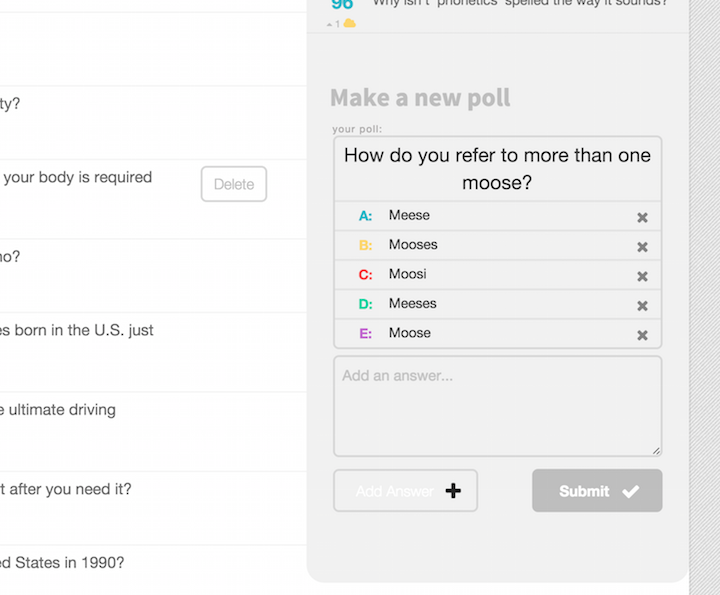 96
Why isn't "phonetics" spelled the way it sounds?
1
ty?
your body is required
Delete
no?
es born in the U.S. just
e ultimate driving
t after you need it?
ed States in 1990?
Make a new poll
your poll:
How do you refer to more than one
moose?
A: Meese
B: Mooses
C: Moosi
D: Meeses
E: Moose
Add an answer...
Add Answer
Submit